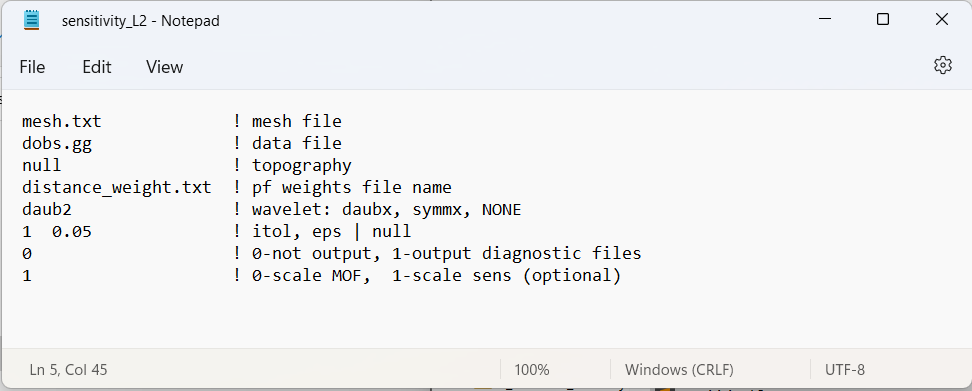 sensitivity_L2 - Notepad
File Edit View
mesh.txt ! mesh file
dobs.gg ! data file
null ! topography
distance_weight.txt ! pf weights file name
daub2 ! wavelet: daubx, symmx, NONE
1 0.05 ! itol, eps | null
0 ! 0-not output, 1-output diagnostic files
1 ! 0-scale MOF, 1-scale sens (optional)
Ln 5, Col 45 100% Windows (CRLF) UTF-8